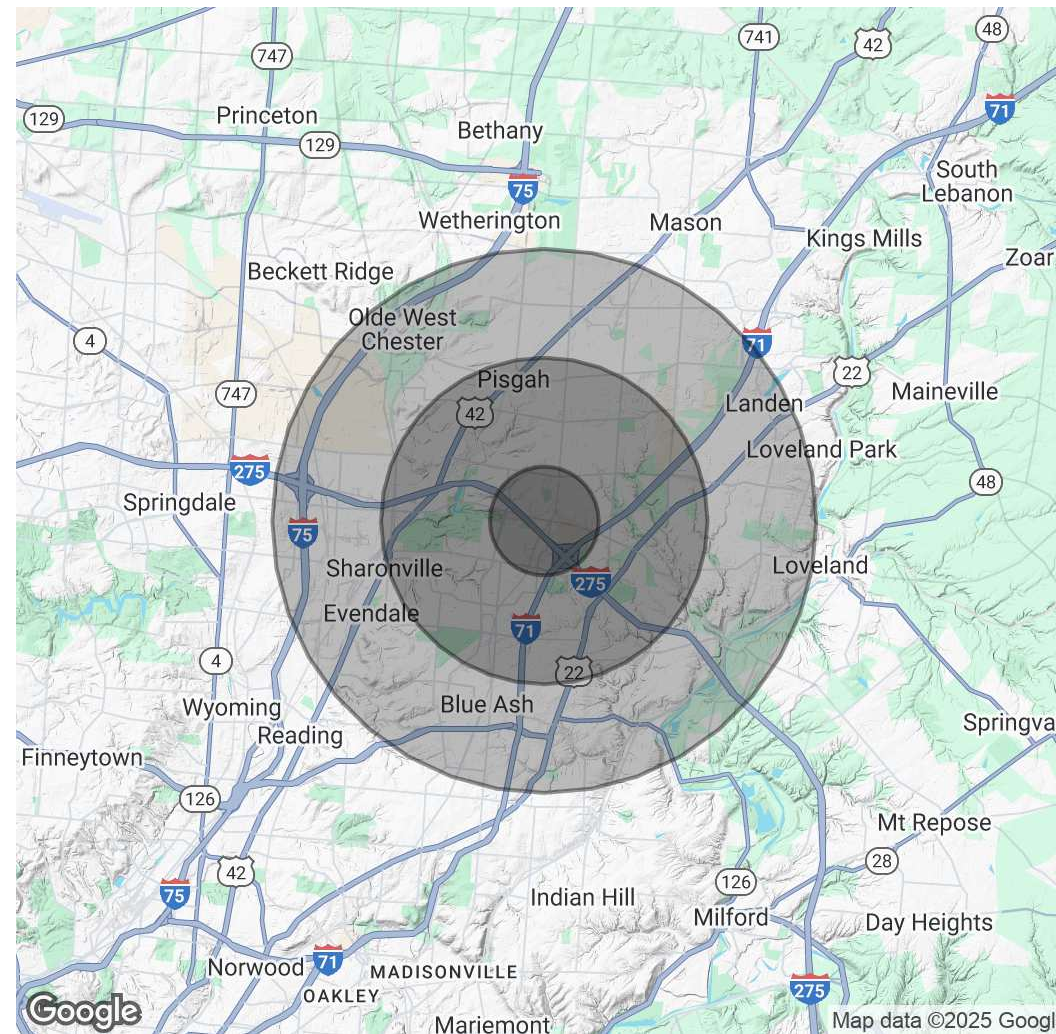 48
741
42
747
71
129
Princeton
129
Bethany
South
Lebanon
75
Wetherington
Mason
Kings Mills
Zoar
Beckett Ridge
Olde West
Chester
4
71
22
Pisgah
747
42
Landen
Maineville
Loveland Park
275
48
Springdale
75
Sharonville
Loveland
275
Evendale
71
4
22
Wyoming
Blue Ash
Reading
Springva
Finneytown
126
Mt Repose
28
42
126
75
Indian Hill
Milford
Day Heights
Norwood
71
MADISONVILLE
OAKLEY
275
Google
Mariemont
Map data ©2025 Googl